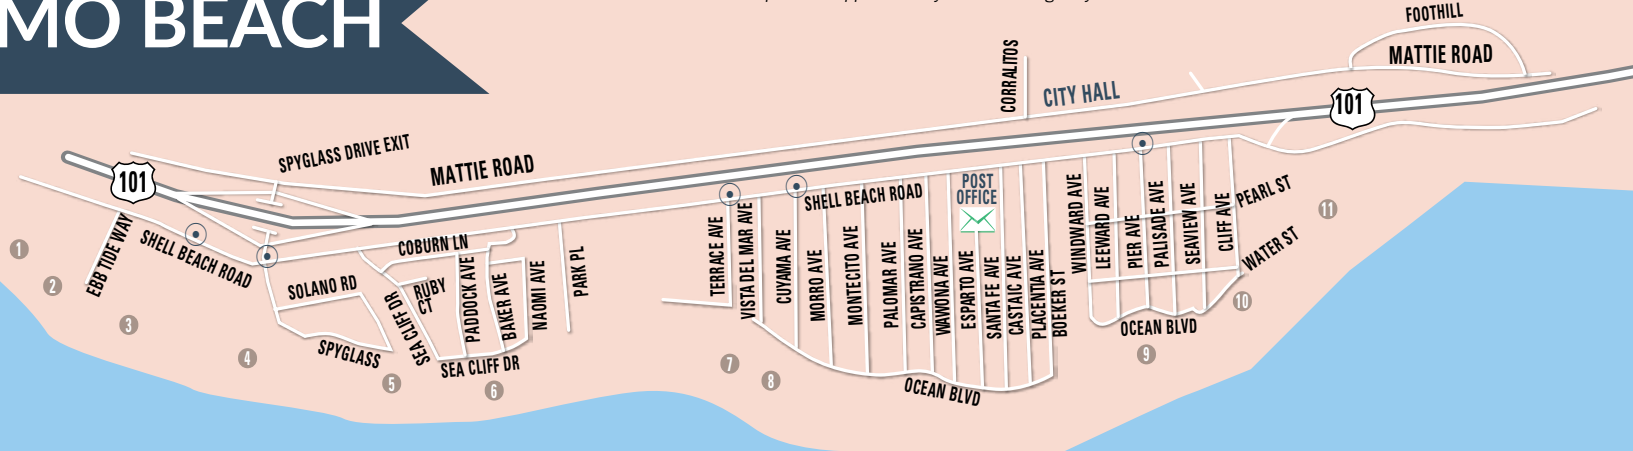 MO BEACH
FOOTHILL
MATTIE ROAD
CORRALITOS
CITY HALL
101
SPYGLASS DRIVE EXIT
MATTIE ROAD
101
POST
OFFICE
SHELL BEACH ROAD
PEARL ST
WATER ST
EBB TIDE WAY
SHELL BEACH ROAD
COBURN LN
SOLANO RD
SPYGLASS
SEA CLIFF DR
RUBY
CT
PADDOCK AVE
BAKER AVE
NAOMI AVE
PARK PL
SEA CLIFF DR
TERRACE AVE
VISTA DEL MAR AVE
CUYAMA AVE
MORRO AVE
MONTECITO AVE
PALOMAR AVE
CAPISTRANO AVE
WAWONA AVE
ESPARTO AVE
SANTA FE AVE
CASTAIC AVE
PLACENTIA AVE
BOEKER ST
WINDWARD AVE
LEEWARD AVE
PIER AVE
PALISADE AVE
SEAVIEW AVE
CLIFF AVE
OCEAN BLVD
OCEAN BLVD
1
2
3
4
5
6
7
8
9
10
11